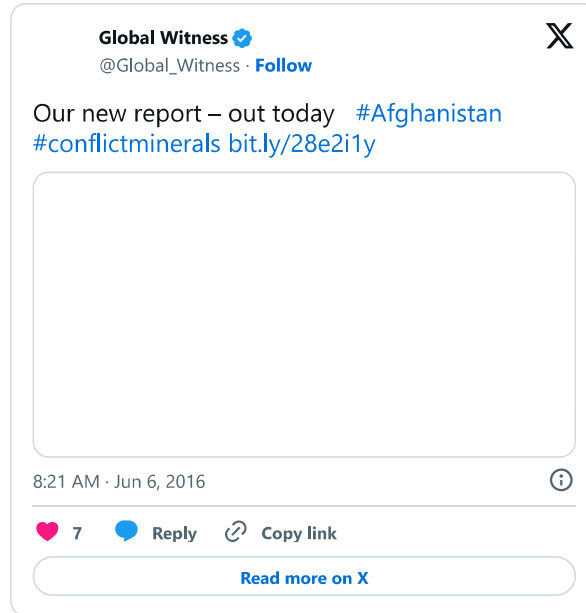 Global Witness
@Global_Witness · Follow
Our new report – out today #Afghanistan
#conflictminerals bit.ly/28e2i1y
8:21 AM · Jun 6, 2016
7 Reply Copy link
Read more on X